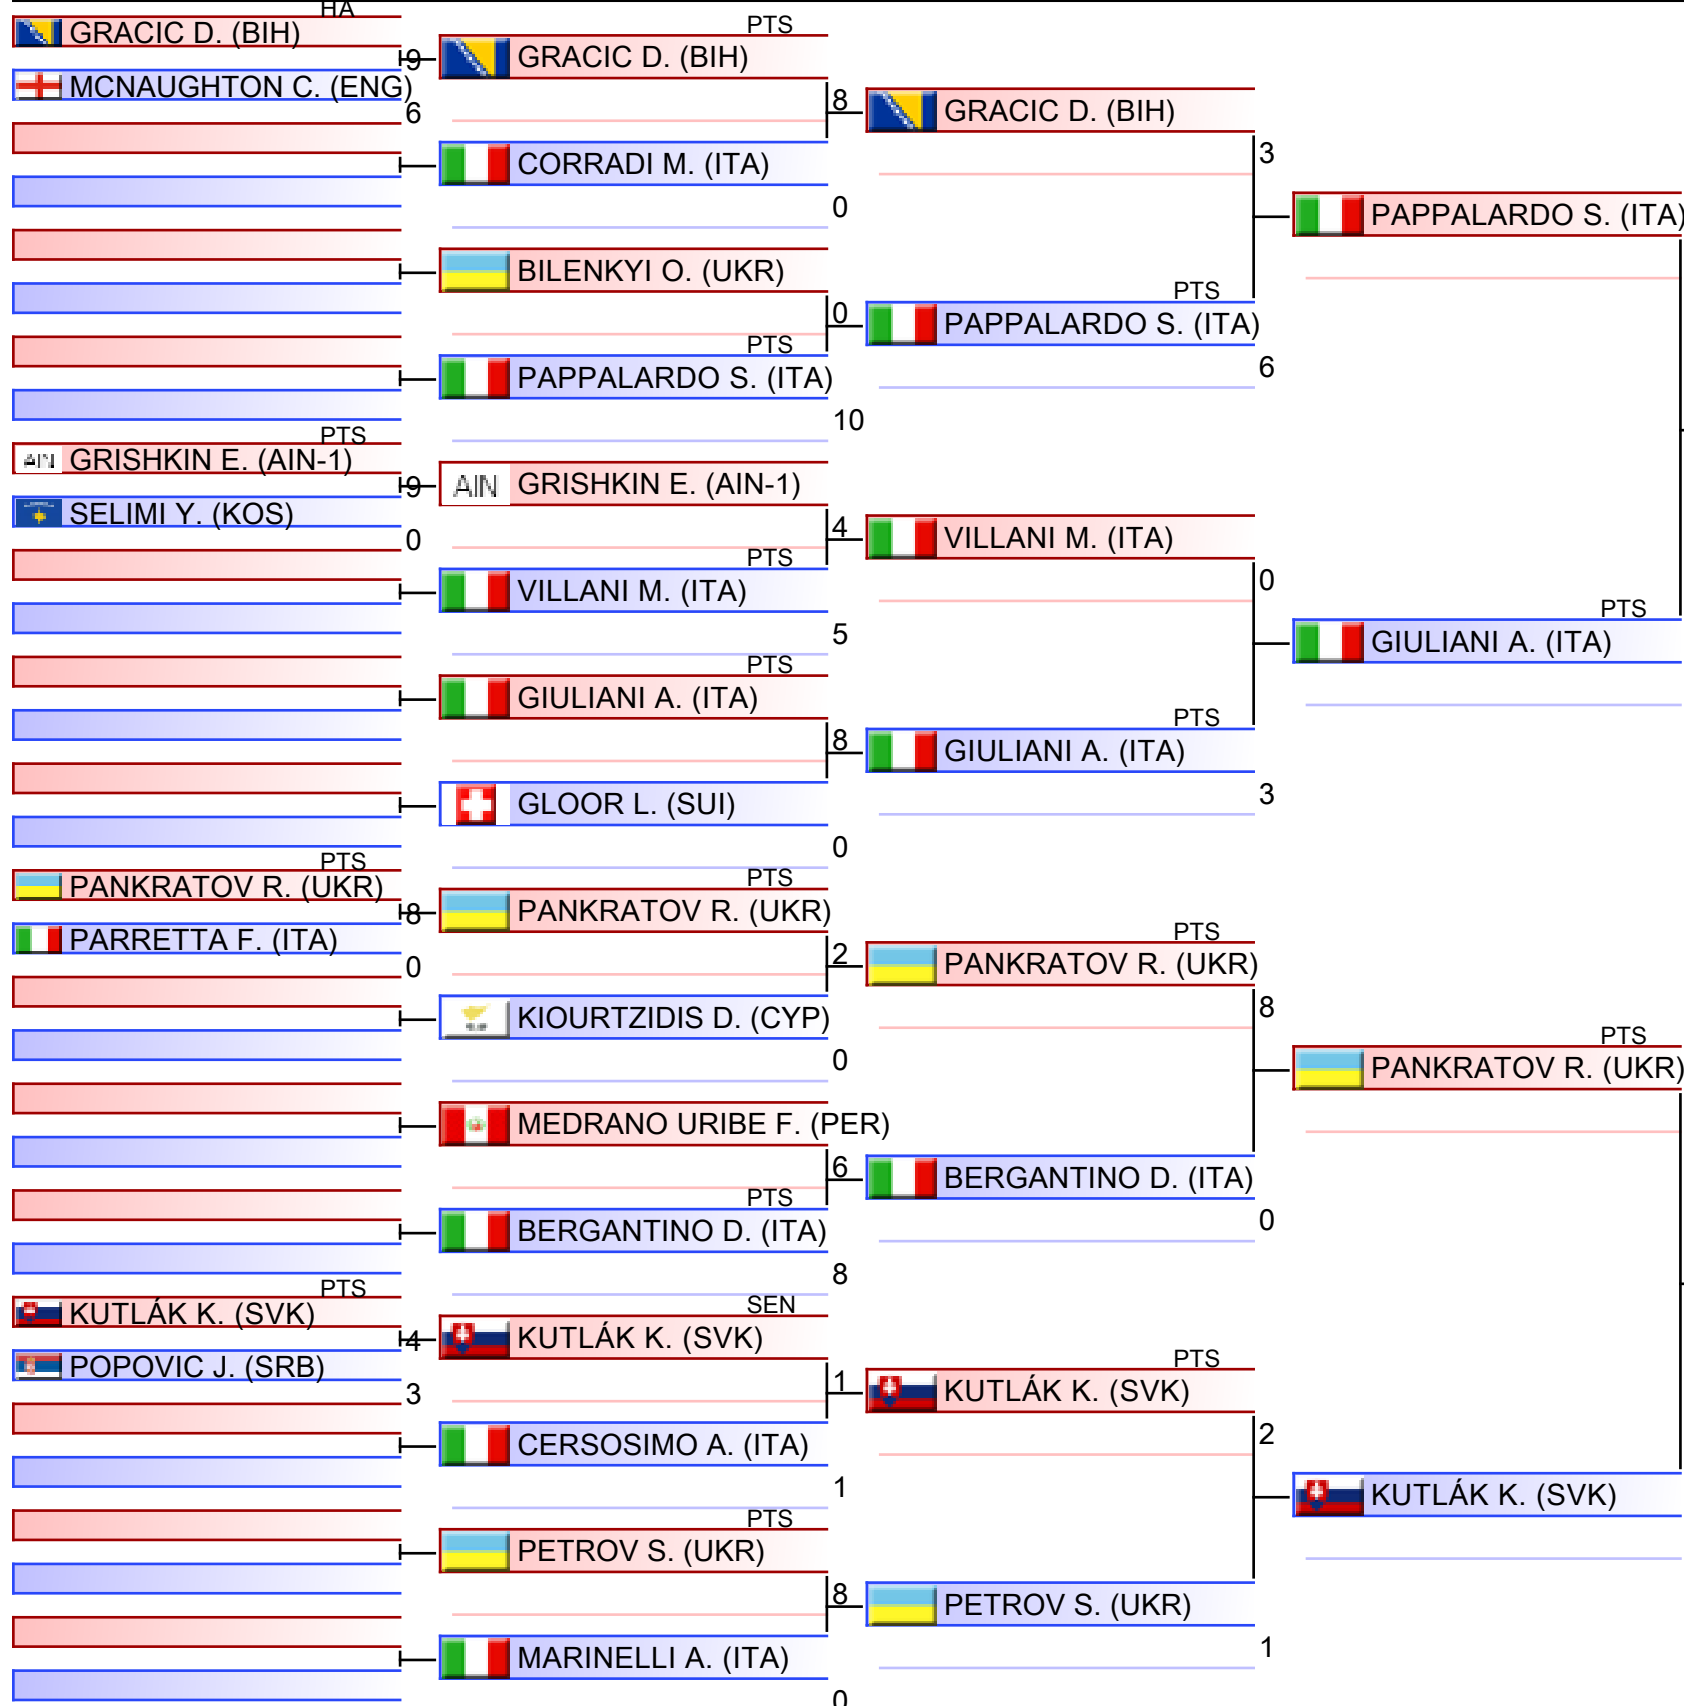 HA
GRACIC D. (BIH)
9
MCNAUGHTON C. (ENG)
6
PTS
GRISHKIN E. (AIN-1)
9
SELIMI Y. (KOS)
0
PTS
PANKRATOV R. (UKR)
8
PARRETTA F. (ITA)
0
PTS
KUTLÁK K. (SVK)
4
POPOVIC J. (SRB)
3
PTS
GRACIC D. (BIH)
8
CORRADI M. (ITA)
0
BILENKYI O. (UKR)
0
PTS
PAPPALARDO S. (ITA)
10
AIN GRISHKIN E. (AIN-1)
4
PTS
VILLANI M. (ITA)
5
PTS
GIULIANI A. (ITA)
8
GLOOR L. (SUI)
0
PTS
PANKRATOV R. (UKR)
2
KIOURTZIDIS D. (CYP)
0
MEDRANO URIBE F. (PER)
6
PTS
BERGANTINO D. (ITA)
8
SEN
KUTLÁK K. (SVK)
1
CERSOSIMO A. (ITA)
1
PTS
PETROV S. (UKR)
8
MARINELLI A. (ITA)
0
GRACIC D. (BIH)
3
PTS
PAPPALARDO S. (ITA)
6
VILLANI M. (ITA)
0
PTS
GIULIANI A. (ITA)
3
PTS
PANKRATOV R. (UKR)
8
BERGANTINO D. (ITA)
0
PTS
KUTLÁK K. (SVK)
2
PETROV S. (UKR)
1
PAPPALARDO S. (ITA)
PTS
GIULIANI A. (ITA)
PTS
PANKRATOV R. (UKR)
KUTLÁK K. (SVK)